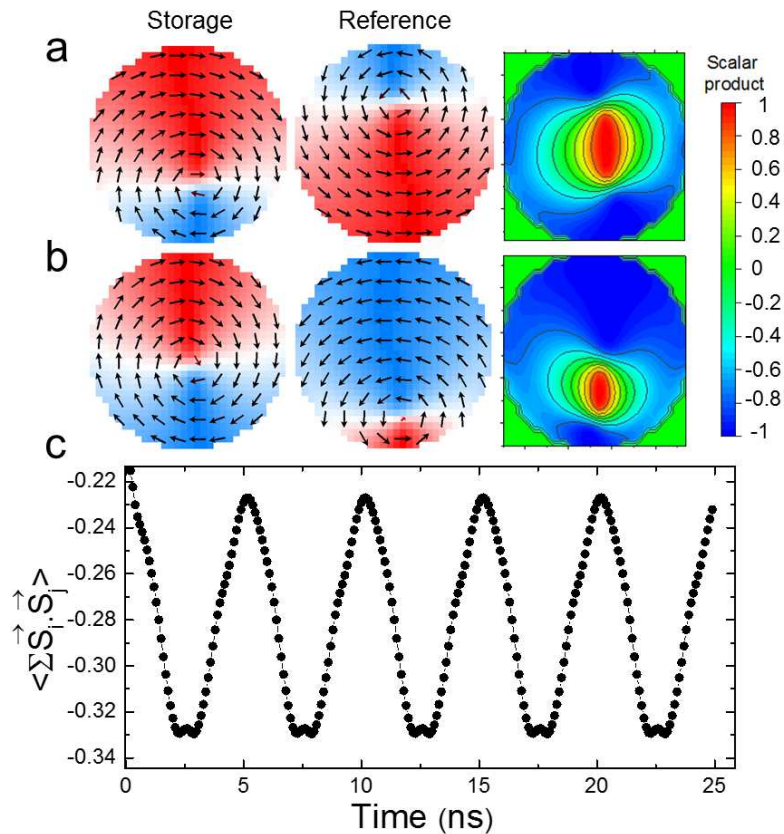 Storage Reference
a
Scalar
product
1
0.8
0.6
0.4
0.2
0
-0.2
-0.4
-0.6
-0.8
-1
b
c
-0.22
-0.24
-0.26
-0.28
-0.30
-0.32
-0.34
<ΣS⃗i.S⃗j>
0 5 10 15 20 25
Time (ns)